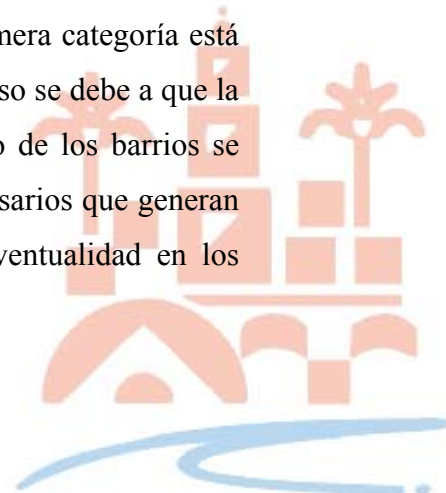 mera categoría está
so se debe a que la
o de los barrios se
sarios que generan
ventualidad en los